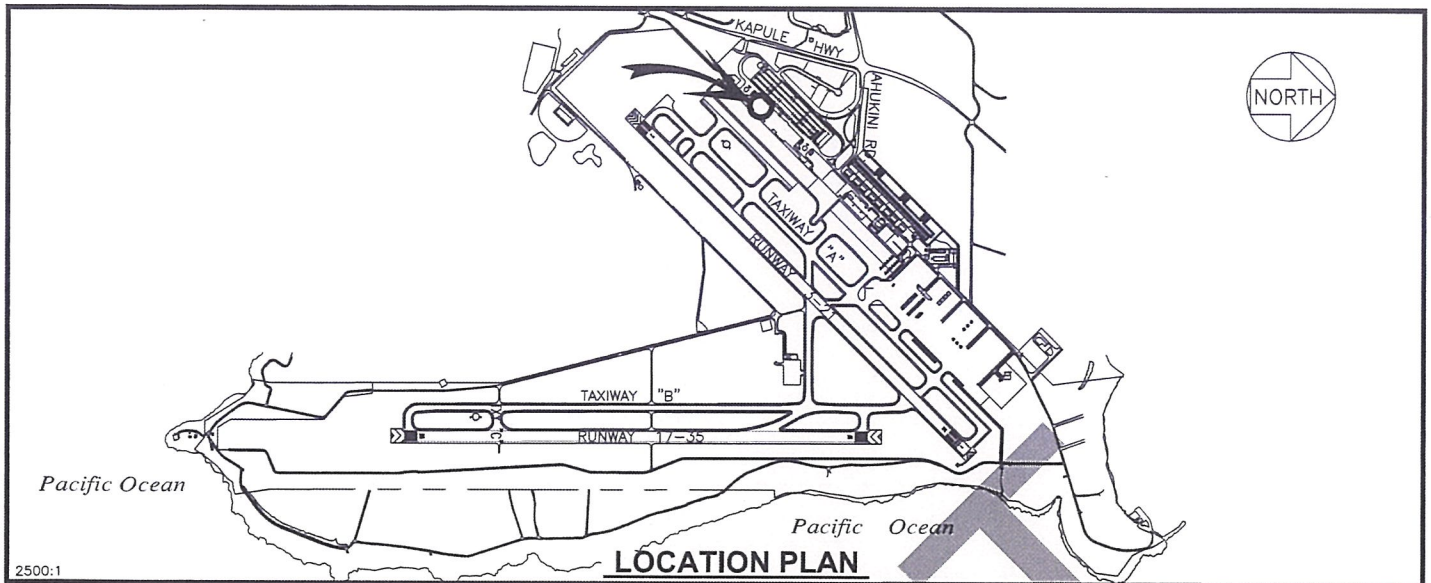 KAPULE HWY
NORTH
AHUKINI RD
TAXIWAY "A"
RUNWAY
TAXIWAY "B"
RUNWAY 17-35
Pacific Ocean
Pacific Ocean
LOCATION PLAN
2500:1